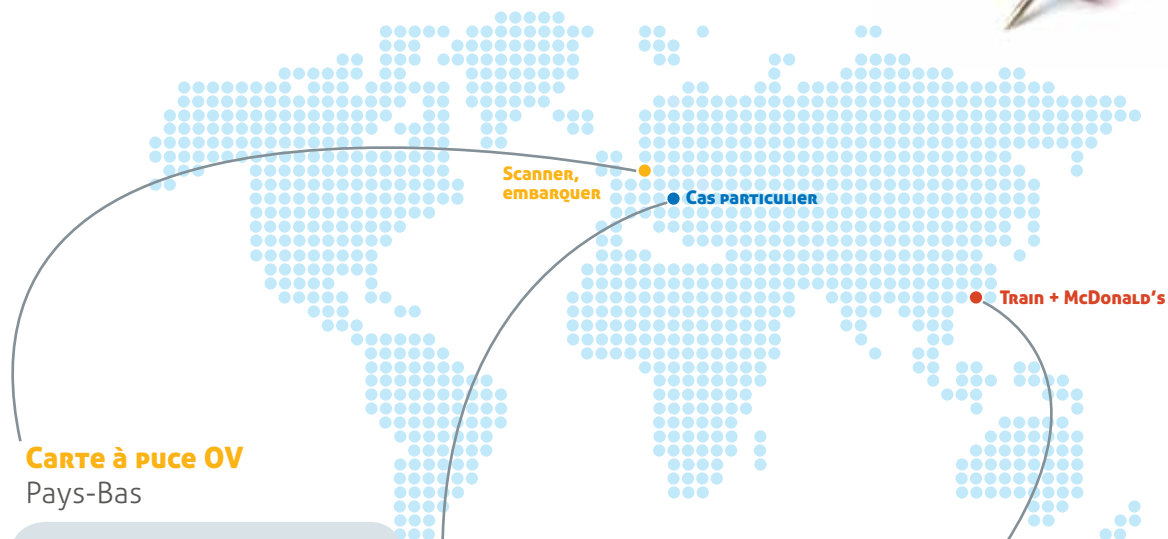 Scanner,
embarquer
Cas particulier
Train + McDonald's
Carte à puce OV
Pays-Bas